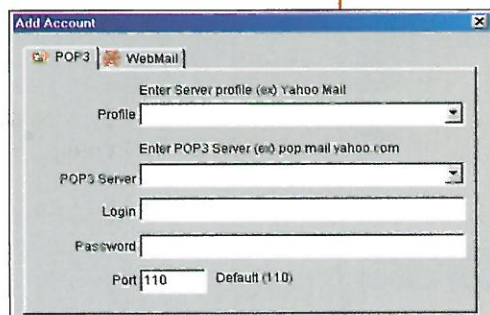 Add Account
POP3 WebMail
Enter Server profile (ex) Yahoo Mail
Profile
Enter POP3 Server (ex) pop.mail.yahoo.com
POP3 Server
Login
Password
Port 110 Default (110)